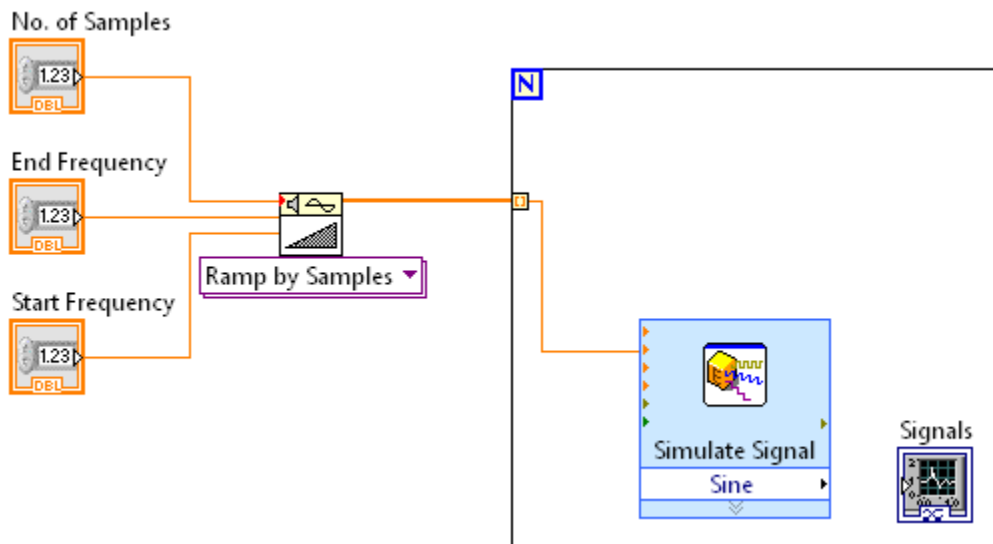 No. of Samples
1.23
DBL
N
End Frequency
1.23
DBL
Ramp by Samples
Start Frequency
1.23
DBL
Simulate Signal
Sine
Signals